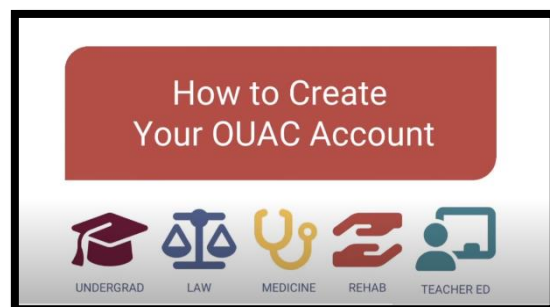 How to Create
Your OUAC Account
UNDERGRAD LAW MEDICINE REHAB TEACHER ED